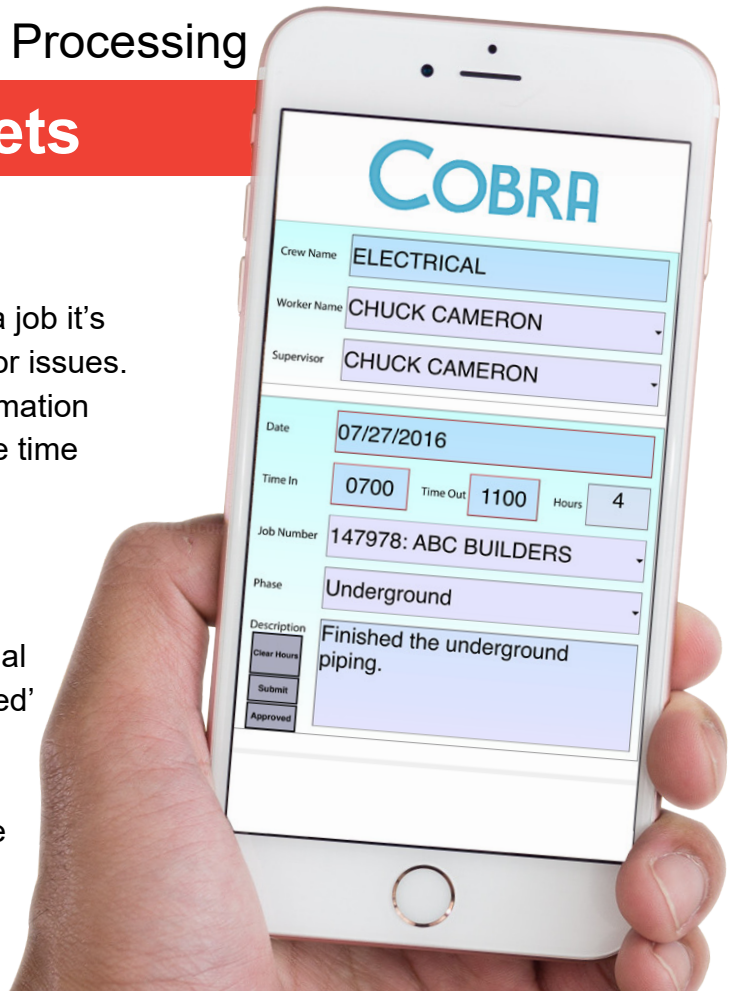 Processing
ets
a job it's
or issues.
mation
e time
al
ed'
e
COBRA
Crew Name ELECTRICAL
Worker Name CHUCK CAMERON
Supervisor CHUCK CAMERON
Date 07/27/2016
Time In 0700 Time Out 1100 Hours 4
Job Number 147978: ABC BUILDERS
Phase Underground
Description Finished the underground
piping.
Clear Hours
Submit
Approved